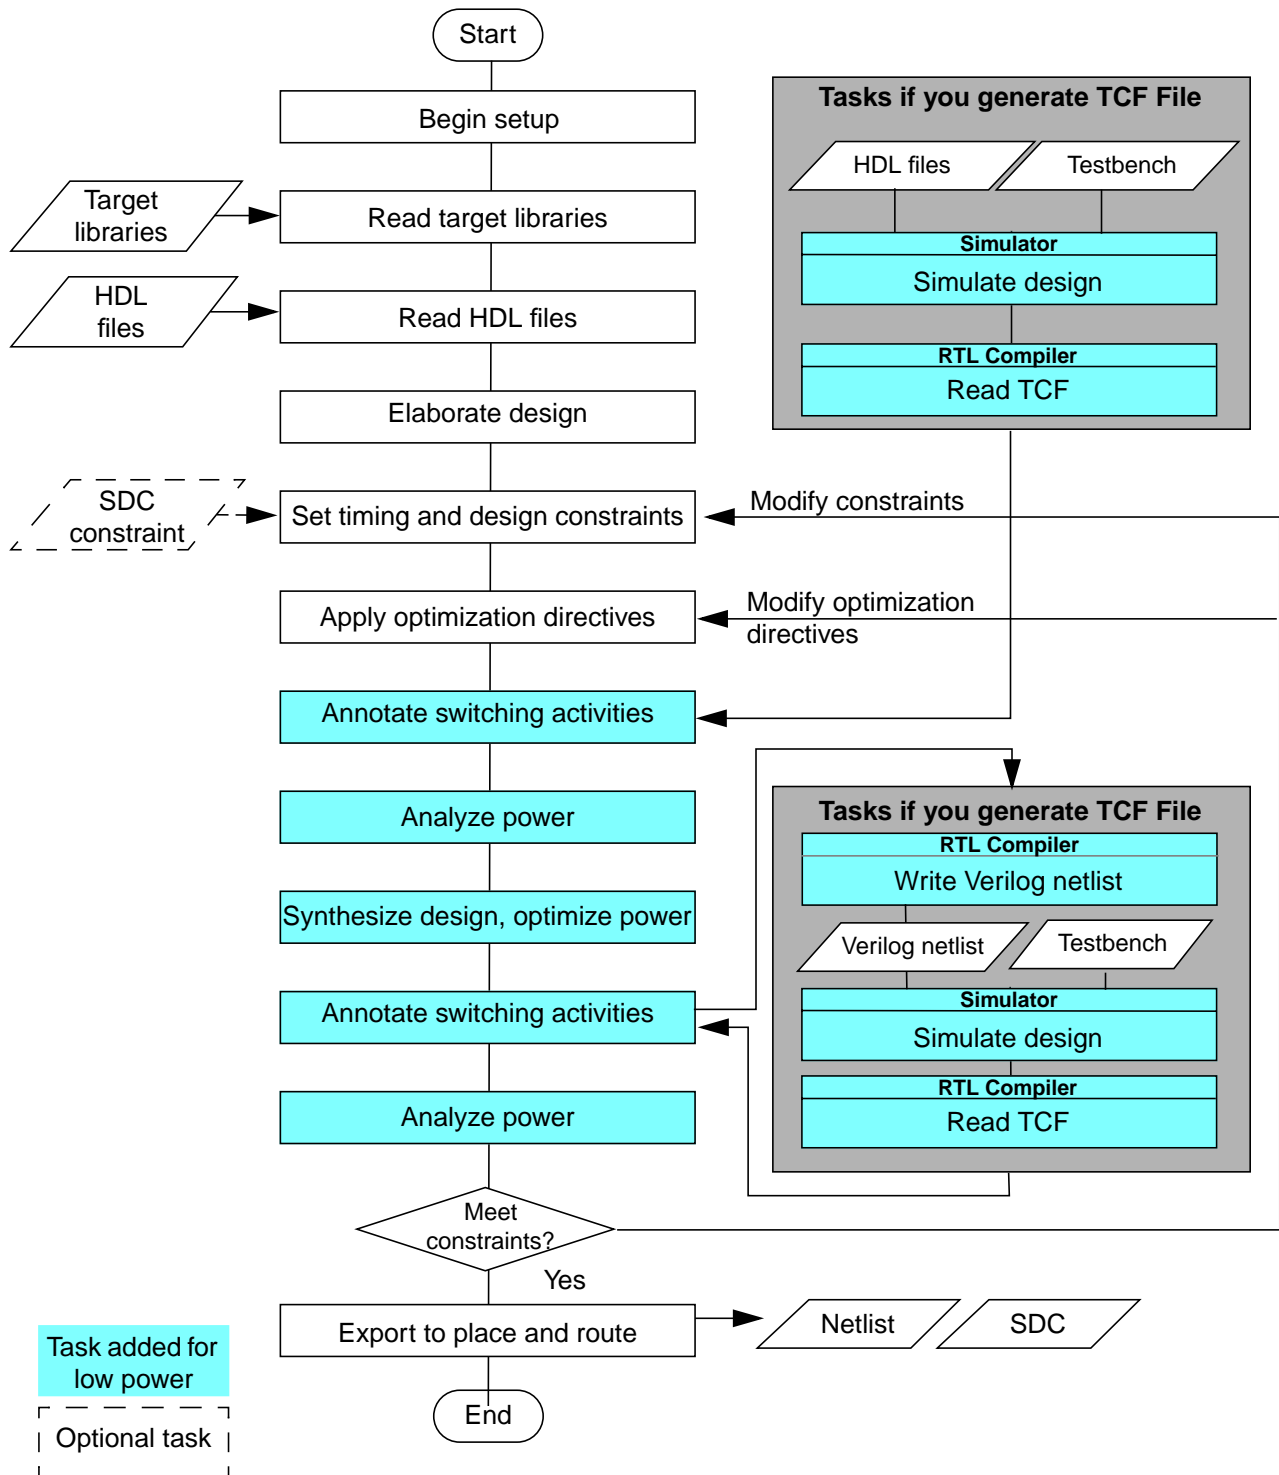 Start
Begin setup
Target
libraries
Read target libraries
HDL
files
Read HDL files
Elaborate design
SDC
constraint
Set timing and design constraints
Modify constraints
Apply optimization directives
Modify optimization
directives
Annotate switching activities
Analyze power
Synthesize design, optimize power
Annotate switching activities
Analyze power
Meet
constraints?
Yes
Export to place and route
Netlist
SDC
End
Tasks if you generate TCF File
HDL files
Testbench
Simulator
Simulate design
RTL Compiler
Read TCF
Tasks if you generate TCF File
RTL Compiler
Write Verilog netlist
Verilog netlist
Testbench
Simulator
Simulate design
RTL Compiler
Read TCF
Task added for
low power
Optional task